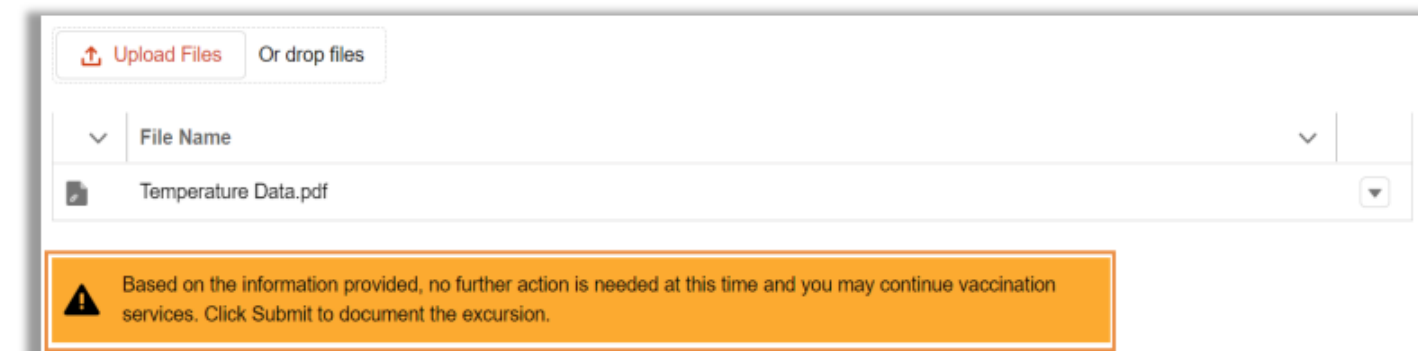 Upload Files Or drop files
File Name
Temperature Data.pdf
Based on the information provided, no further action is needed at this time and you may continue vaccination
services. Click Submit to document the excursion.